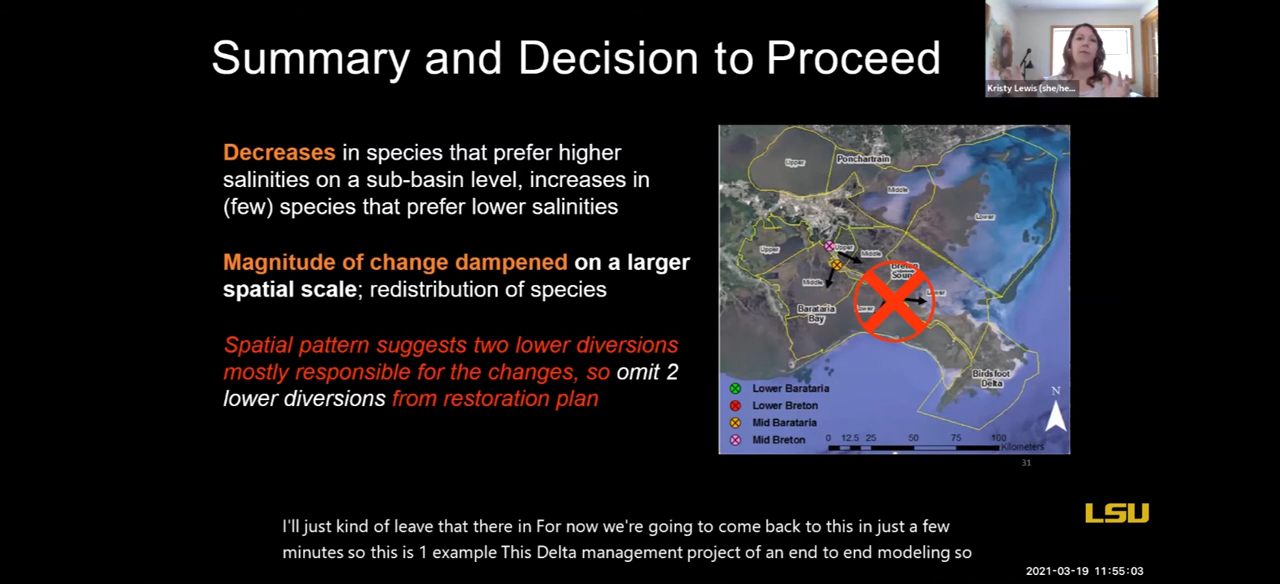 Summary and Decision to Proceed
Kristy Lewis (she/he...
Decreases in species that prefer higher
salinities on a sub-basin level, increases in
(few) species that prefer lower salinities
Magnitude of change dampened on a larger
spatial scale; redistribution of species
Spatial pattern suggests two lower diversions
mostly responsible for the changes, so omit 2
lower diversions from restoration plan
Upper
Ponchartrain
Middle
Lower
Upper
Upper
Middle
Middle
Breton
Sound
Lower
Lower
Barataria
Bay
Birdsfoot
Delta
Lower Barataria
Lower Breton
Mid Barataria
Mid Breton
N
0 12.5 25 50 75 100
Kilometers
31
LSU
I'll just kind of leave that there in For now we're going to come back to this in just a few
minutes so this is 1 example This Delta management project of an end to end modeling so
2021-03-19 11:55:03